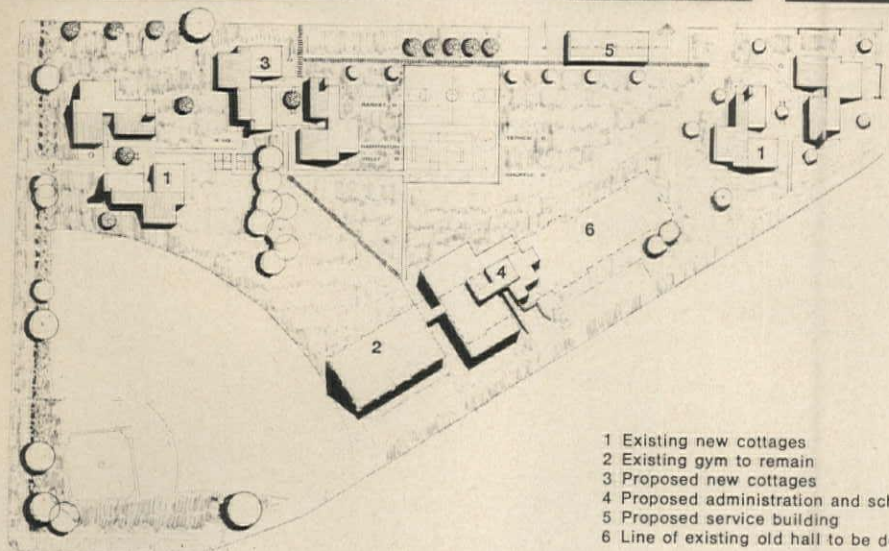 3
5
1
1
6
4
2
1 Existing new cottages
2 Existing gym to remain
3 Proposed new cottages
4 Proposed administration and
5 Proposed service building
6 Line of existing old hall to be